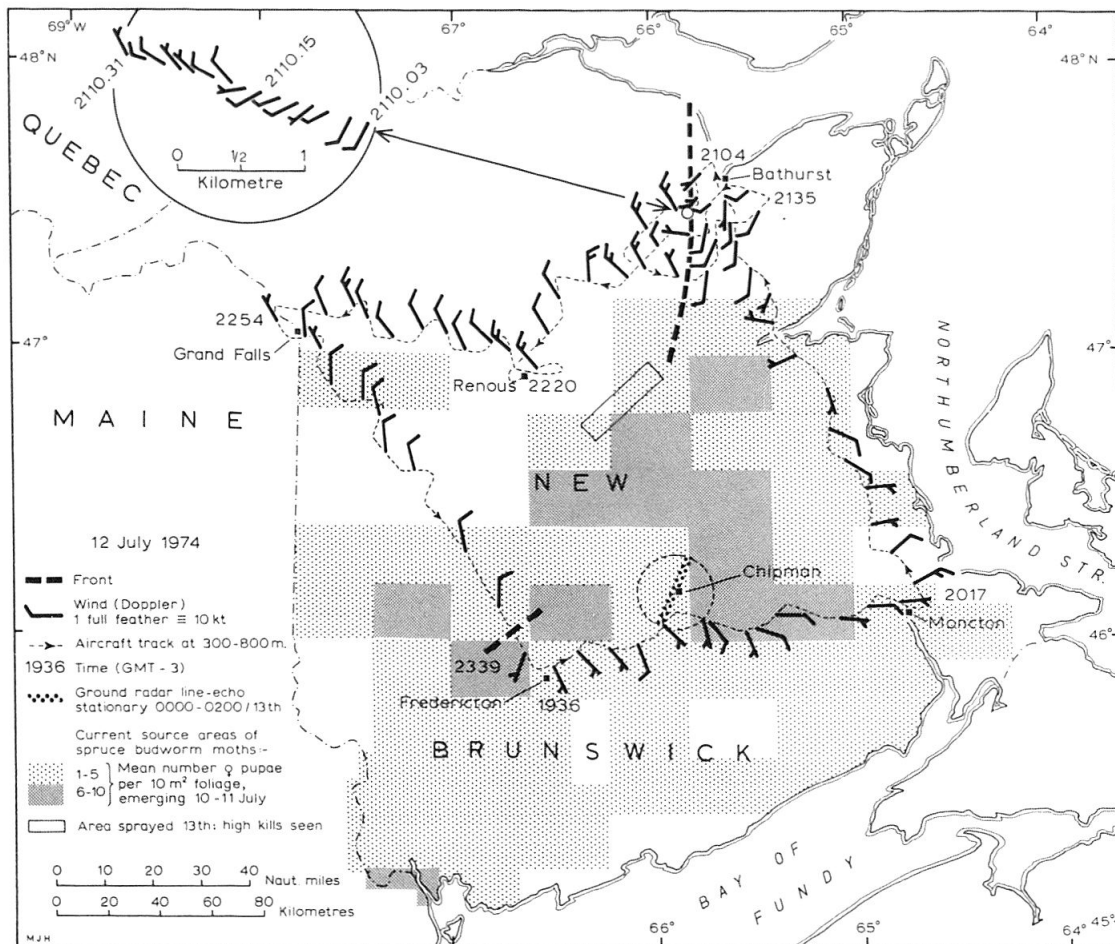 69°W
67°
66°
65°
64°
48°N
48°N
2110.31
2110.15
2110.03
QUEBEC
0 1/2 1
Kilometre
2104
Bathurst
2135
47°
47°
2254
Grand Falls
Renous 2220
MAINE
NORTHUMBERLAND STR.
NEW
12 July 1974
Front
Wind (Doppler)
1 full feather ≡ 10 kt
Aircraft track at 300-800m.
1936 Time (GMT - 3)
Ground radar line-echo
stationary 0000-0200/13th
Current source areas of
spruce budworm moths:-
1-5
6-10
Mean number ♀ pupae
per 10 m² foliage,
emerging 10-11 July
Area sprayed 13th: high kills seen
Chipman
2017
Moncton
46°
2339
Fredericton
1936
BRUNSWICK
BAY OF
FUNDY
0 10 20 30 40
Naut. miles
0 20 40 60 80
Kilometres
MJH
67°
66°
65°
64° 45°